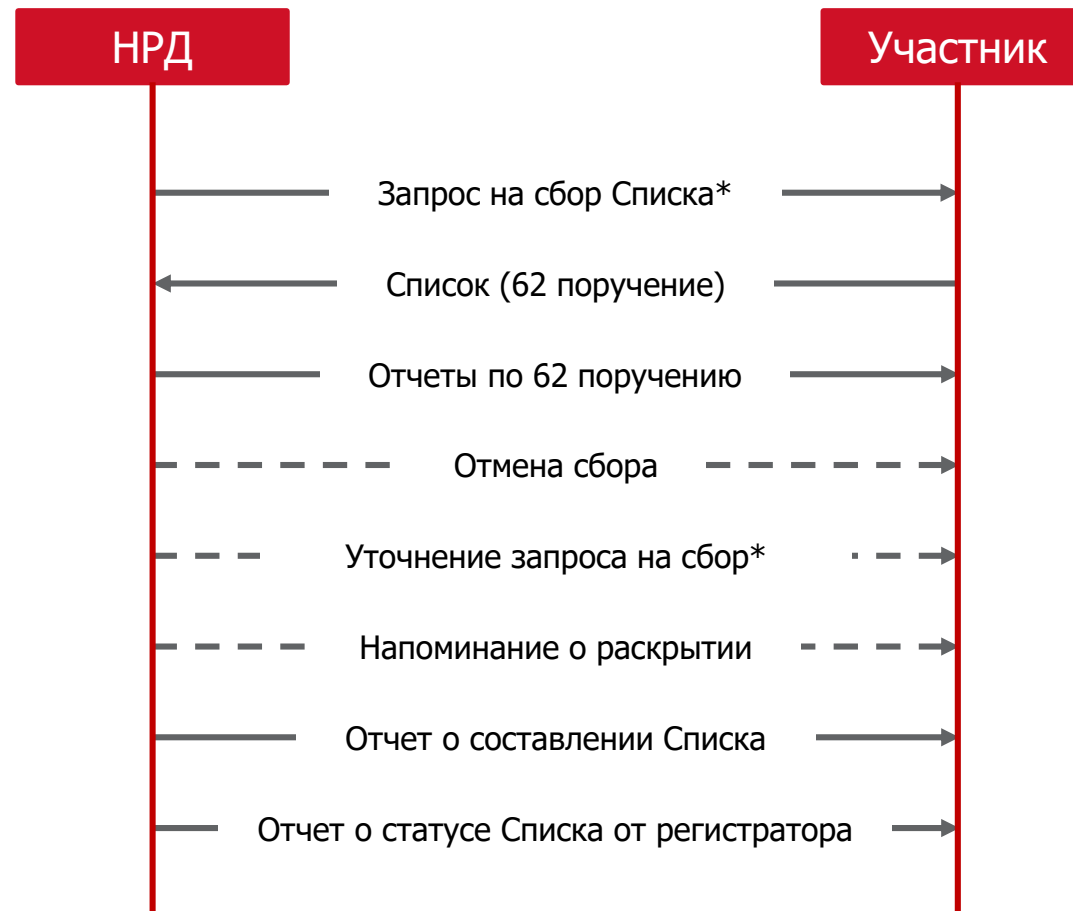 НРД
Участник
Запрос на сбор Списка*
Список (62 поручение)
Отчеты по 62 поручению
Отмена сбора
Уточнение запроса на сбор*
Напоминание о раскрытии
Отчет о составлении Списка
Отчет о статусе Списка от регистратора